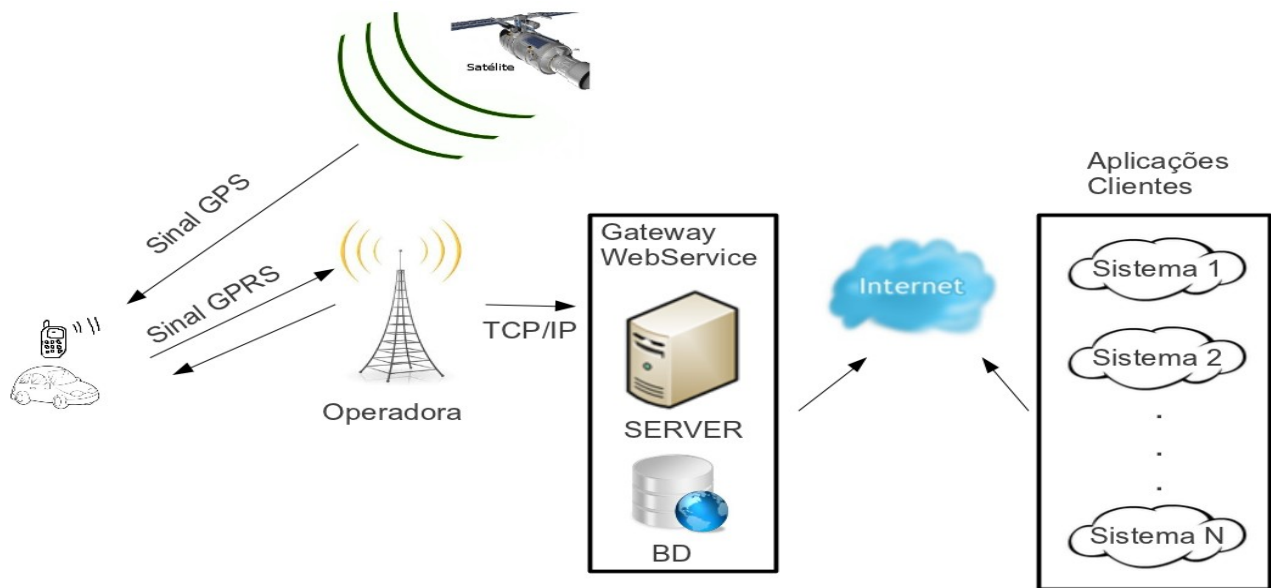 Satélite
Sinal GPS
Sinal GPRS
Operadora
TCP/IP
Gateway
WebService
SERVER
BD
Internet
Aplicações
Clientes
Sistema 1
Sistema 2
.
.
.
Sistema N